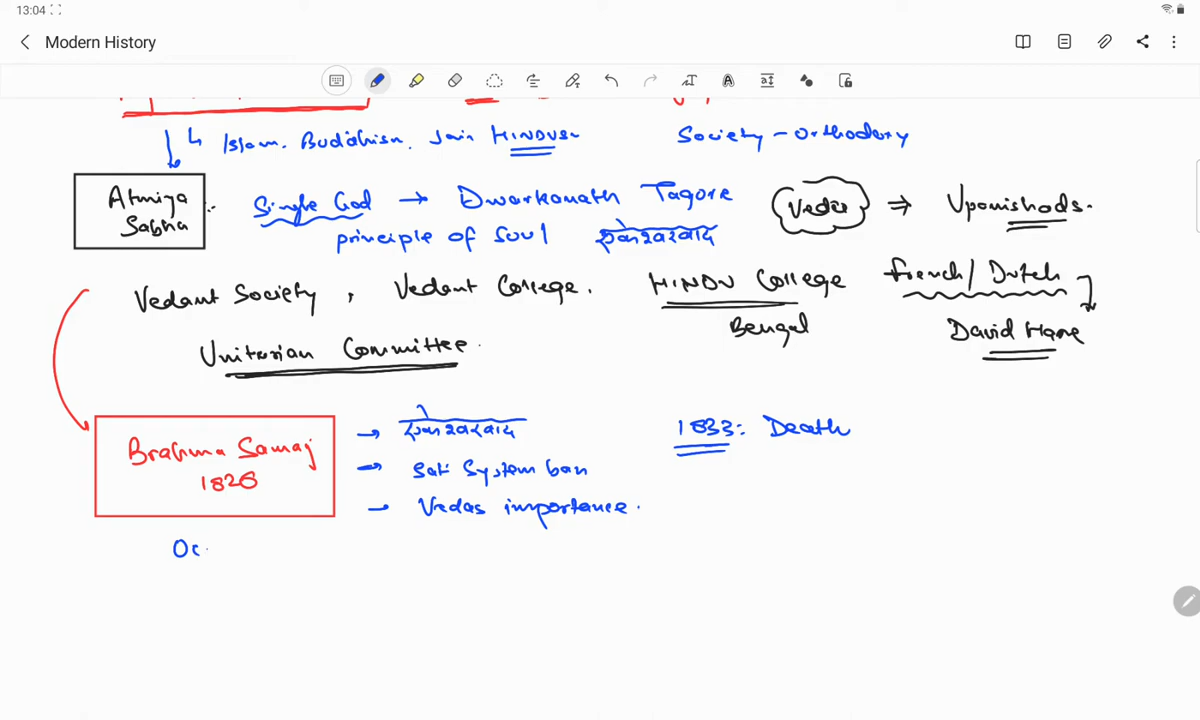 13:04
Modern History
Islam. Buddhism. Jain HINDUSM
Society - Orthodoxy
Atmiya Sabha :-
Single God → Dwarkanath Tagore
principle of soul एकेश्वरवाद
Vedas ⇒ Upanishads.
Vedant Society, Vedant College.
HINDU College
Bengal
French / Dutch
David Hare
Unitarian Committee.
Brahma Samaj
1828
→ एकेश्वरवाद
→ Sati System ban
→ Vedas importance.
1833: Death